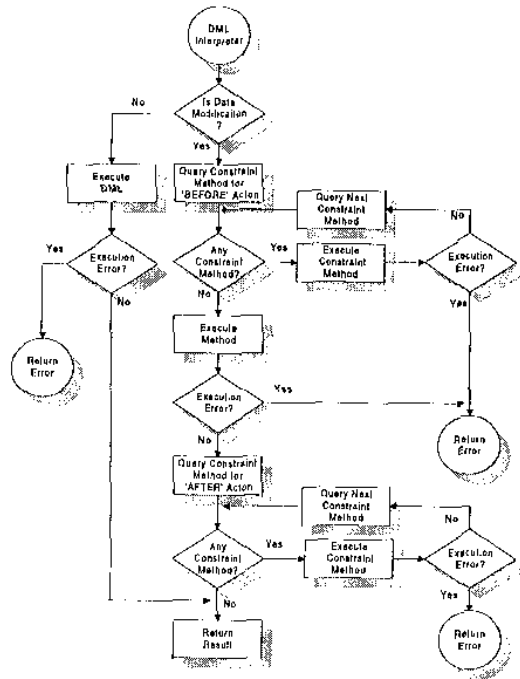 DML
Interpreter
Is Data
Modification
?
No
Yes
Execute
DML
Query Constraint
Method for
'BEFORE' Acton
Query Next
Constraint
Method
No
Yes
Execution
Error?
No
Any
Constraint
Method?
Yes
No
Execute
Constraint
Method
Execution
Error?
Yes
Return
Error
Execute
Method
Execution
Error?
Yes
No
Return
Error
Query Constraint
Method for
'AFTER' Acton
Query Next
Constraint
Method
No
Any
Constraint
Method?
Yes
No
Execute
Constraint
Method
Execution
Error?
Yes
Return
Result
Return
Error